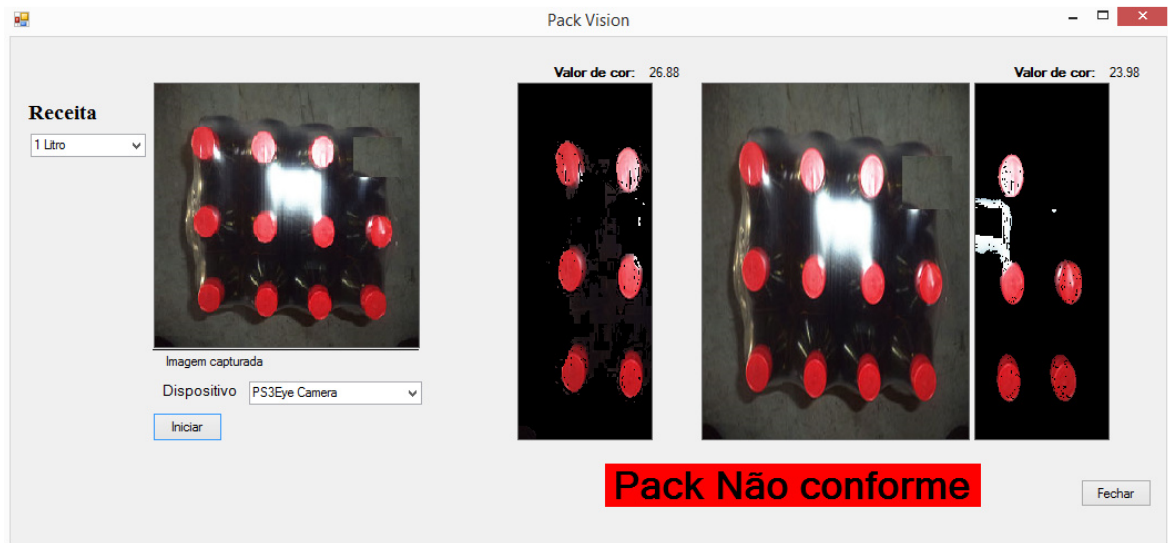 Pack Vision
Valor de cor: 26.88
Valor de cor: 23.98
Receita
1 Litro
Imagem capturada
Dispositivo PS3Eye Camera
Iniciar
Pack Não conforme
Fechar